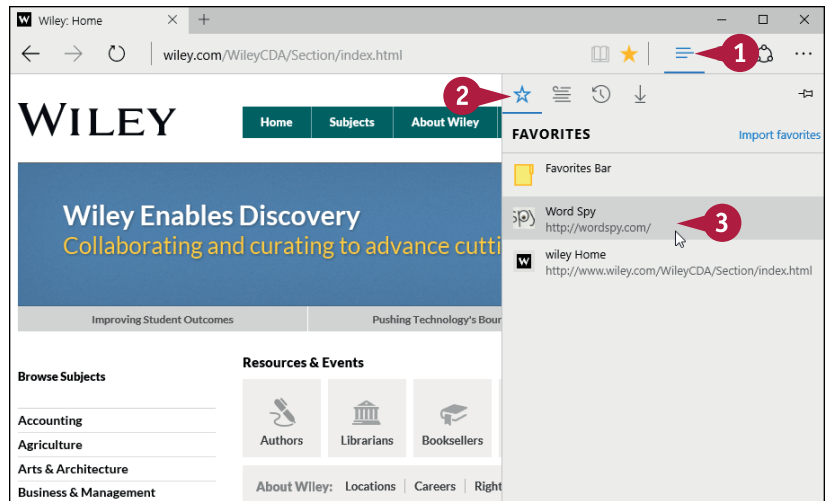 W Wiley: Home
wiley.com/WileyCDA/Section/index.html
1
2
WILEY
Home Subjects About Wiley
FAVORITES Import favorites
Favorites Bar
Word Spy
http://wordspy.com/
3
W wiley Home
http://www.wiley.com/WileyCDA/Section/index.html
Wiley Enables Discovery
Collaborating and curating to advance cutti
Improving Student Outcomes Pushing Technology's Boun
Resources & Events
Browse Subjects
Accounting
Agriculture
Arts & Architecture
Business & Management
Authors Librarians Booksellers
About Wiley: Locations | Careers | Right